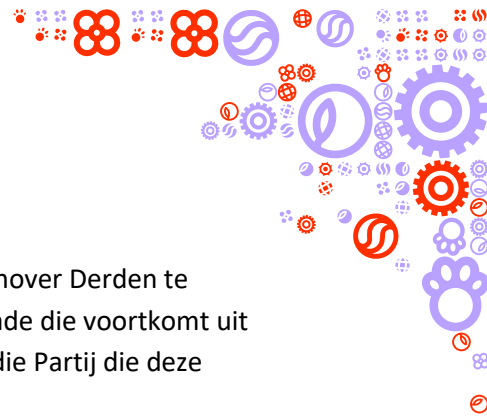 nover Derden te
nde die voortkomt uit
die Partij die deze